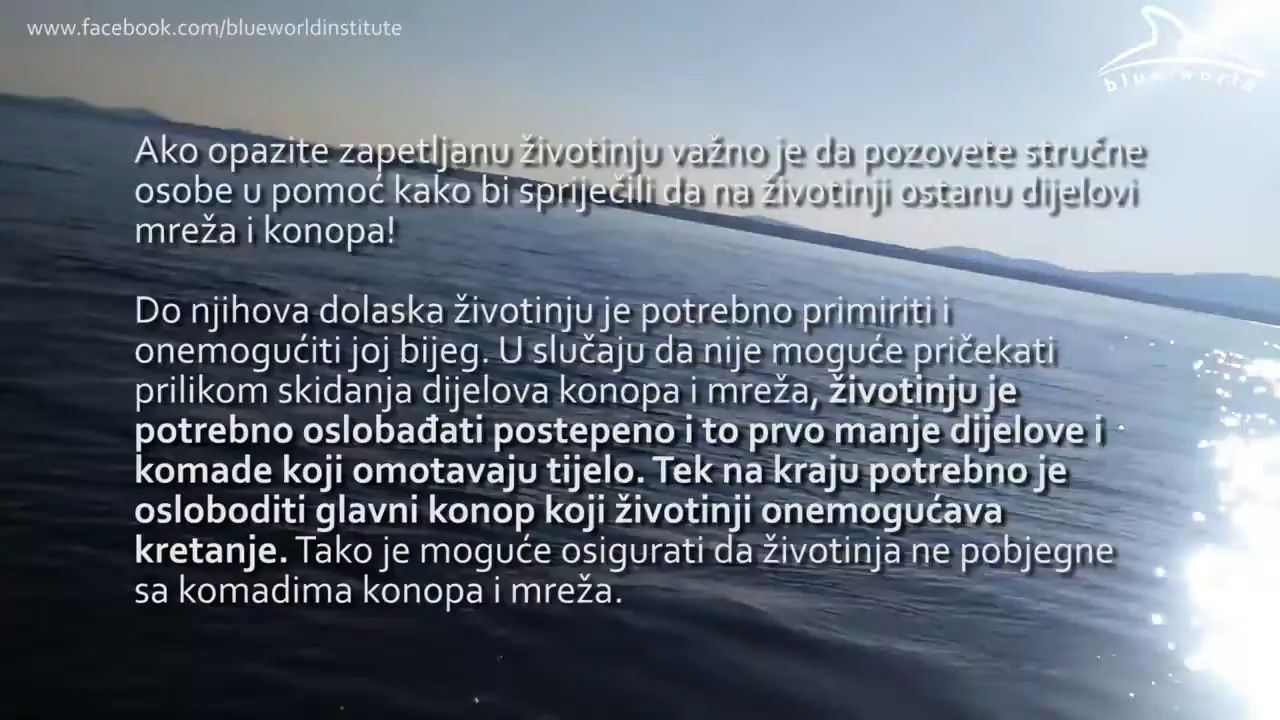 www.facebook.com/blueworldinstitute
blue world
Ako opazite zapetljanu životinju važno je da pozovete stručne
osobe u pomoć kako bi spriječili da na životinji ostanu dijelovi
mreža i konopa!
Do njihova dolaska životinju je potrebno primiriti i
onemogućiti joj bijeg. U slučaju da nije moguće pričekati
prilikom skidanja dijelova konopa i mreža, životinju je
potrebno oslobađati postepeno i to prvo manje dijelove i
komade koji omotavaju tijelo. Tek na kraju potrebno je
osloboditi glavni konop koji životinji onemogućava
kretanje. Tako je moguće osigurati da životinja ne pobjegne
sa komadima konopa i mreža.